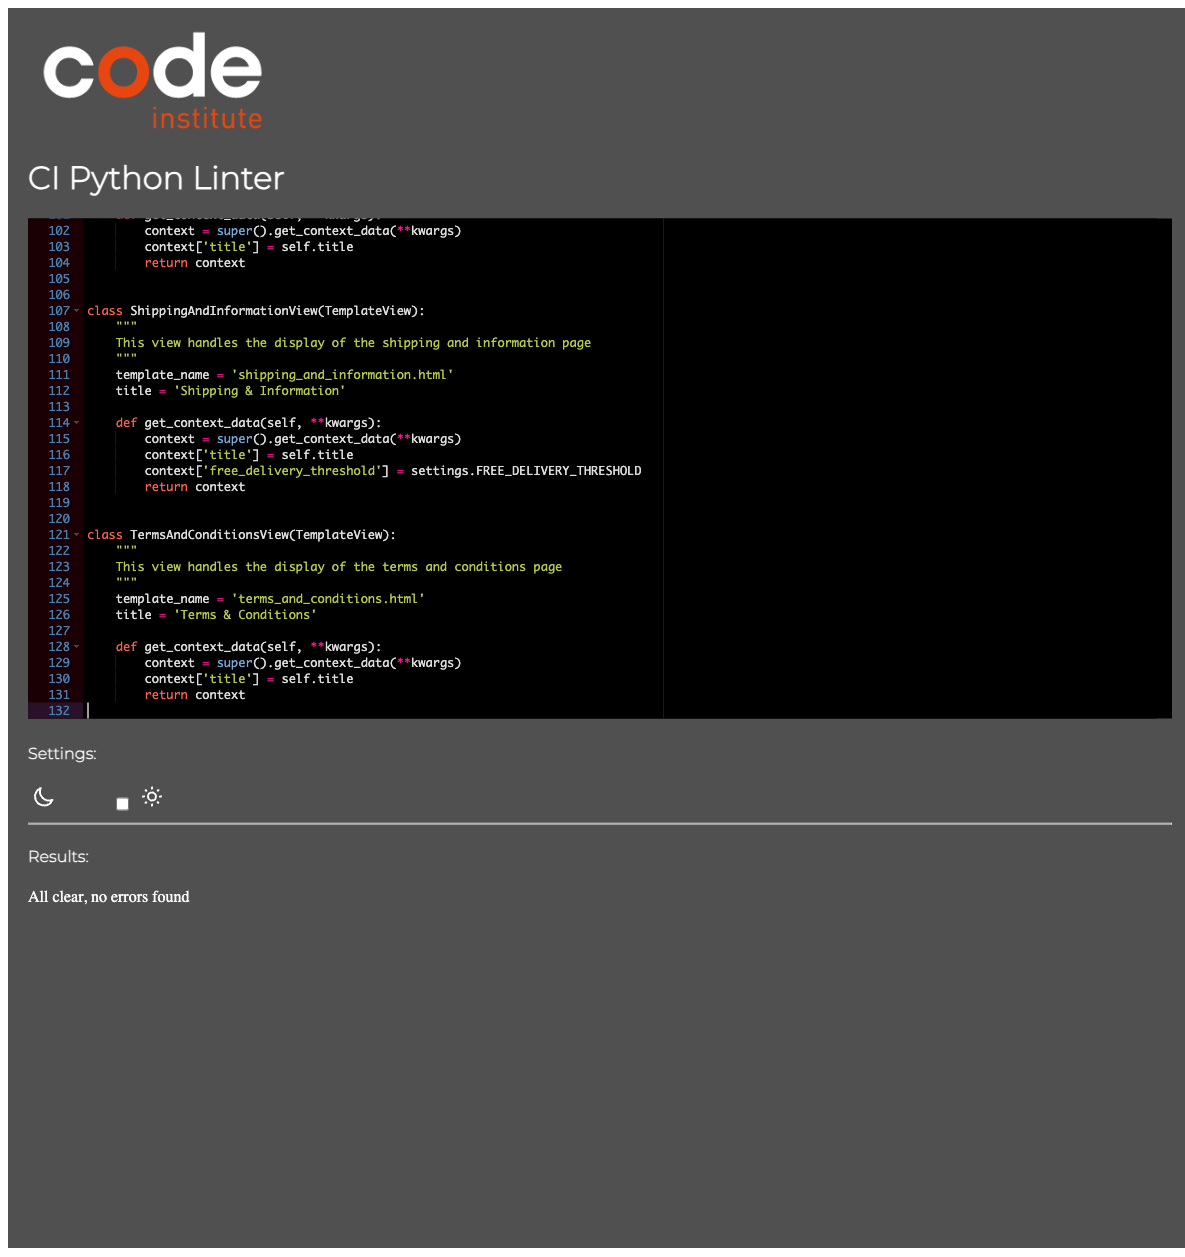 code
institute
CI Python Linter
102 context = super().get_context_data(**kwargs)
103 context['title'] = self.title
104 return context
105
106
107 class ShippingAndInformationView(TemplateView):
108 """
109 This view handles the display of the shipping and information page
110 """
111 template_name = 'shipping_and_information.html'
112 title = 'Shipping & Information'
113
114 def get_context_data(self, **kwargs):
115 context = super().get_context_data(**kwargs)
116 context['title'] = self.title
117 context['free_delivery_threshold'] = settings.FREE_DELIVERY_THRESHOLD
118 return context
119
120
121 class TermsAndConditionsView(TemplateView):
122 """
123 This view handles the display of the terms and conditions page
124 """
125 template_name = 'terms_and_conditions.html'
126 title = 'Terms & Conditions'
127
128 def get_context_data(self, **kwargs):
129 context = super().get_context_data(**kwargs)
130 context['title'] = self.title
131 return context
132
Settings:
Results:
All clear, no errors found